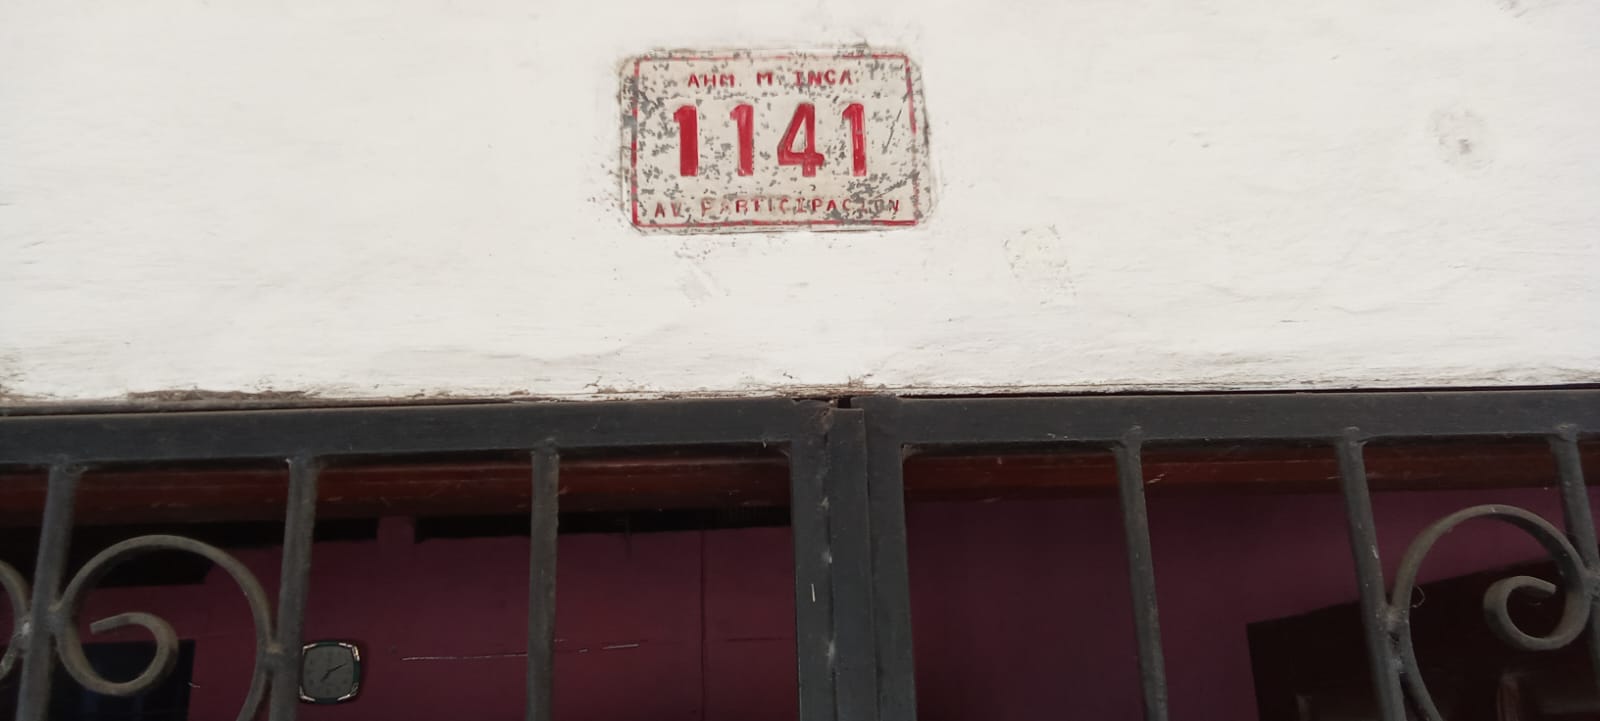 AHM. M. INCA
1141
AV. PARTICIPACION